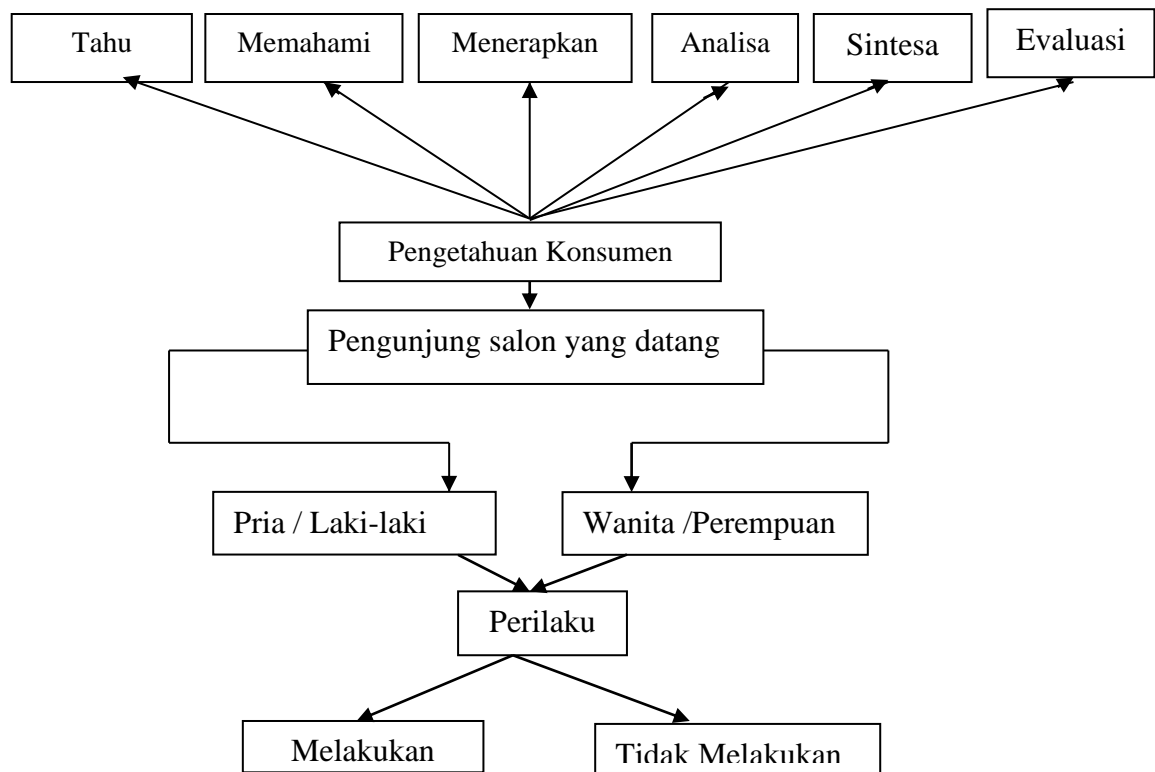 Tahu
Memahami
Menerapkan
Analisa
Sintesa
Evaluasi
Pengetahuan Konsumen
Pengunjung salon yang datang
Pria / Laki-laki
Wanita /Perempuan
Perilaku
Melakukan
Tidak Melakukan